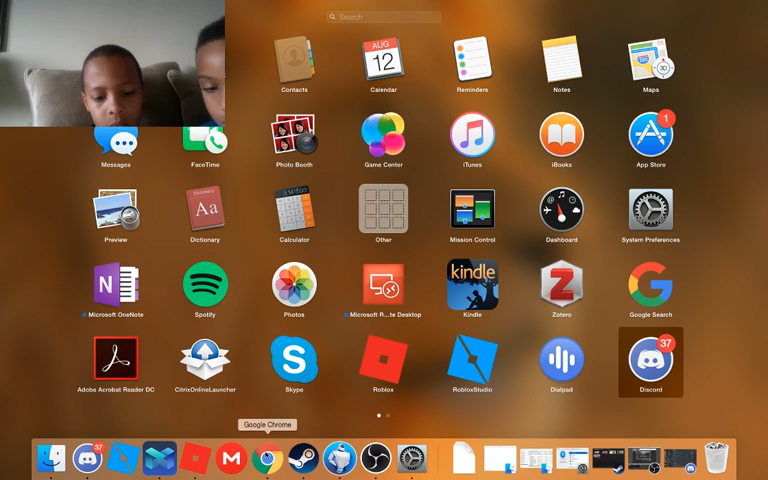 Search
AUG
12
3D
Contacts
Calendar
Reminders
Notes
Maps
1
Messages
FaceTime
Photo Booth
Game Center
iTunes
iBooks
App Store
Dictionary
Aa
Preview
Dictionary
Calculator
Other
Mission Control
Dashboard
System Preferences
N
kindle
Z
G
Microsoft OneNote
Spotify
Photos
Microsoft R...te Desktop
Kindle
Zotero
Google Search
S
37
Adobe Acrobat Reader DC
CitrixOnlineLauncher
Skype
Roblox
RobloxStudio
Dialpad
Discord
Google Chrome
37
M